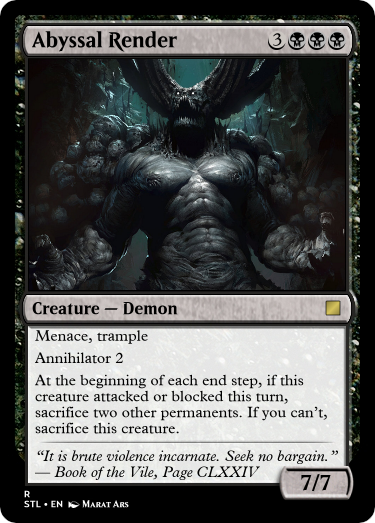 Abyssal Render 3
Creature — Demon
Menace, trample
Annihilator 2
At the beginning of each end step, if this
creature attacked or blocked this turn,
sacrifice two other permanents. If you can't,
sacrifice this creature.
“It is brute violence incarnate. Seek no bargain.”
— Book of the Vile, Page CLXXIV
7/7
R
STL • EN Marat Ars